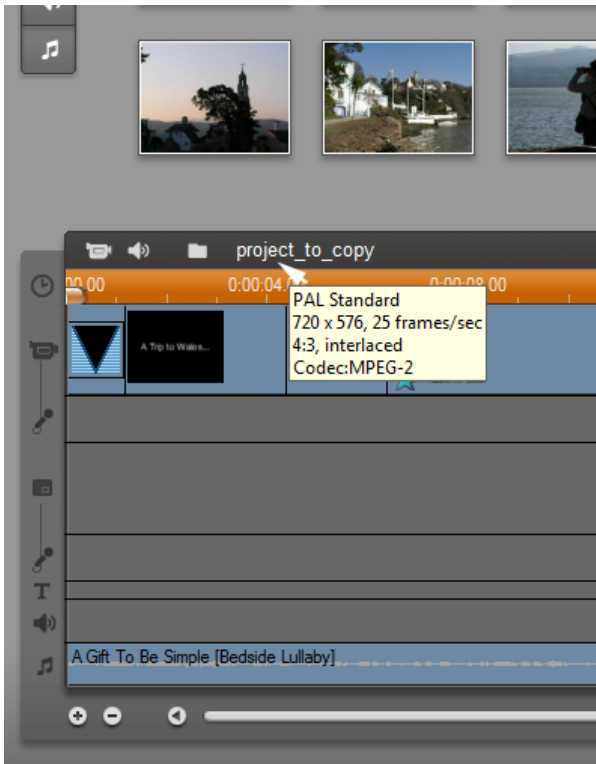 project_to_copy
00.00 0:00:04. 0:00:08.00
PAL Standard
720 x 576, 25 frames/sec
4:3, interlaced
Codec:MPEG-2
A Trip to Wales...
T
A Gift To Be Simple [Bedside Lullaby]